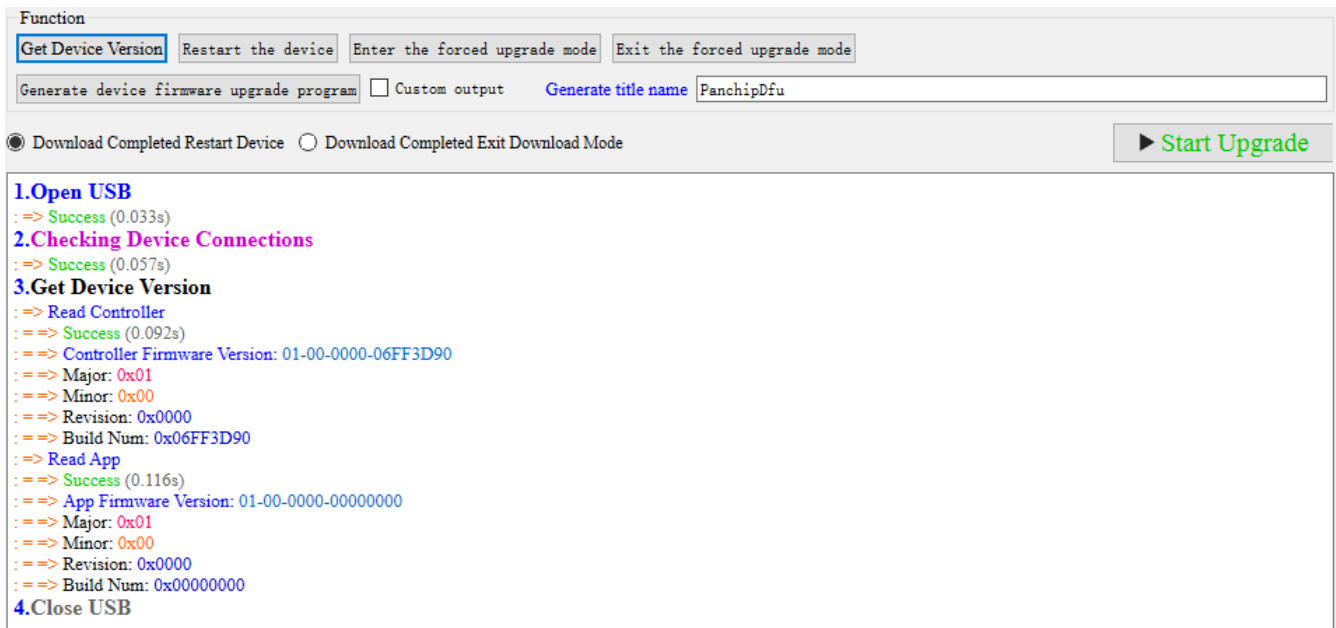 Function
Get Device Version Restart the device Enter the forced upgrade mode Exit the forced upgrade mode
Generate device firmware upgrade program Custom output Generate title name PanchipDfu
Download Completed Restart Device Download Completed Exit Download Mode Start Upgrade
1.Open USB
: => Success (0.033s)
2.Checking Device Connections
: => Success (0.057s)
3.Get Device Version
: => Read Controller
: = => Success (0.092s)
: = => Controller Firmware Version: 01-00-0000-06FF3D90
: = => Major: 0x01
: = => Minor: 0x00
: = => Revision: 0x0000
: = => Build Num: 0x06FF3D90
: => Read App
: = => Success (0.116s)
: = => App Firmware Version: 01-00-0000-00000000
: = => Major: 0x01
: = => Minor: 0x00
: = => Revision: 0x0000
: = => Build Num: 0x00000000
4.Close USB